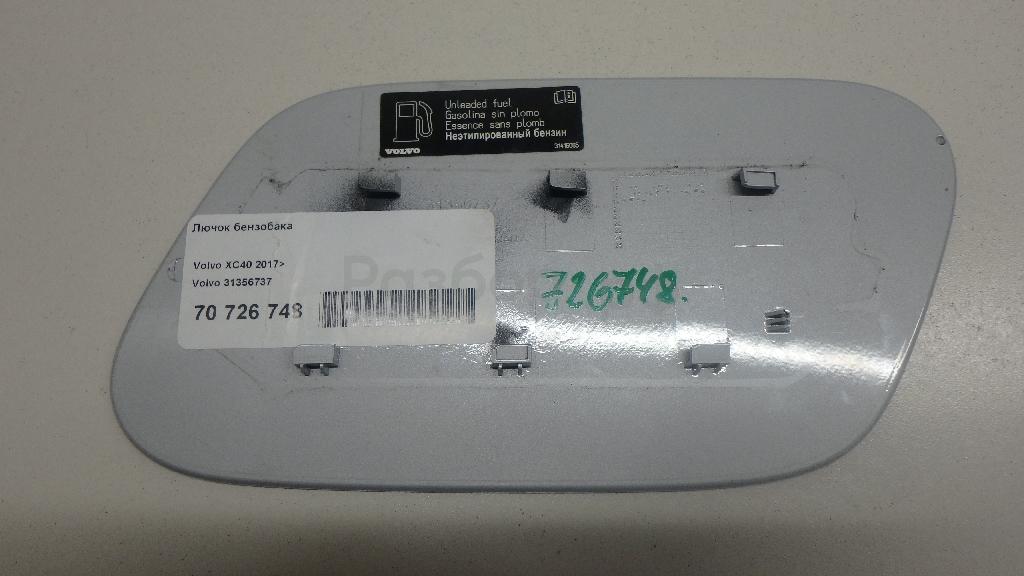 Unleaded fuel
Gasolina sin plomo
Essence sans plomb
Неэтилированный бензин
VOLVO
31419085
Лючок бензобака
Volvo XC40 2017>
Volvo 31356737
70 726 748
726748.